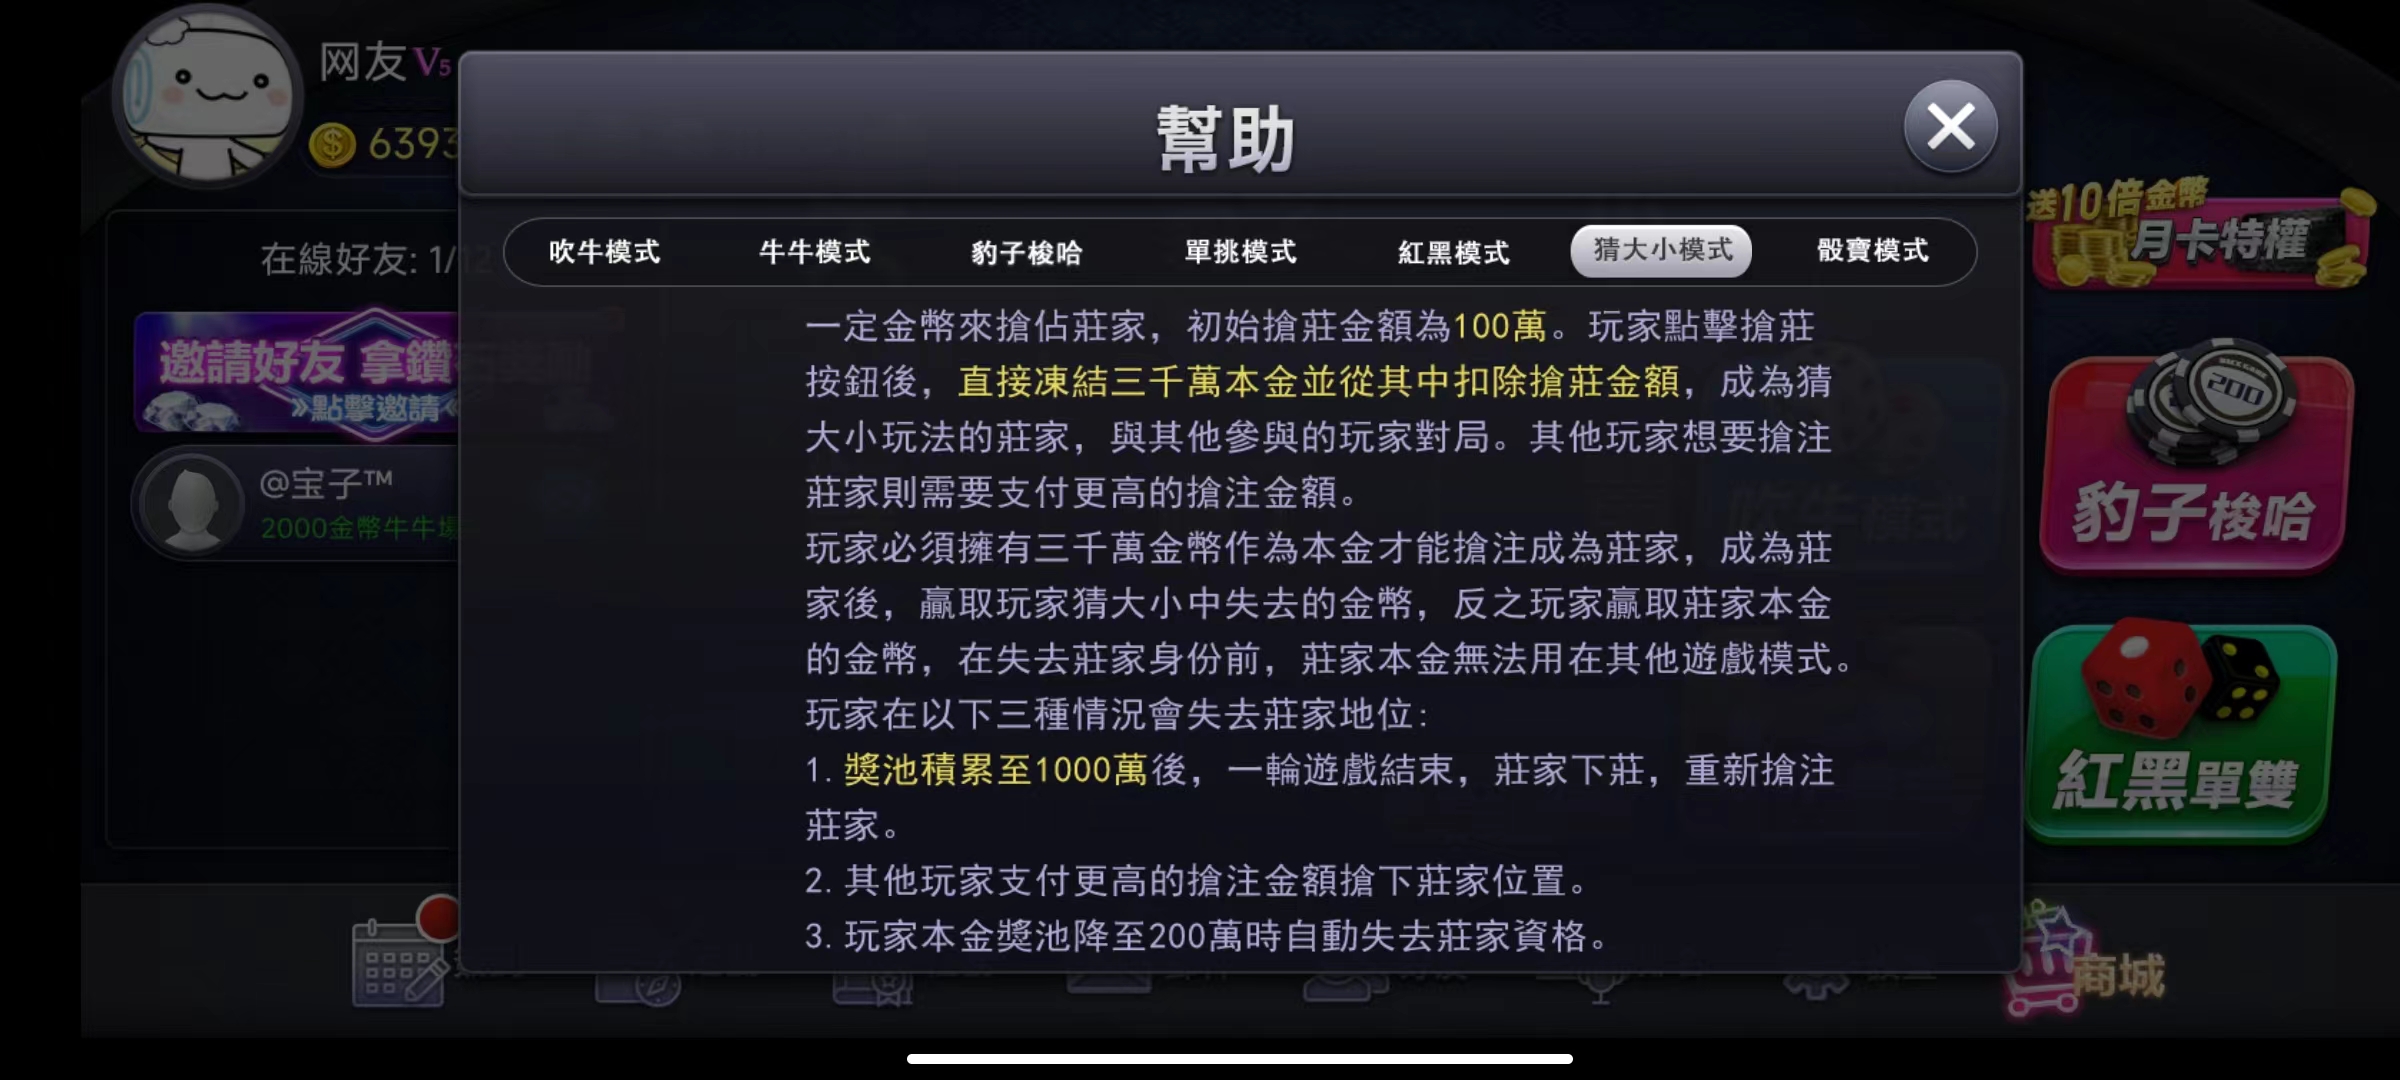 网友 V5
6393
幫助
在線好友: 1/12
邀請好友 拿鑽
»點擊邀請«
@宝子™
2000金幣牛牛場
吹牛模式 牛牛模式 豹子梭哈 單挑模式 紅黑模式 猜大小模式 骰寶模式
一定金幣來搶佔莊家，初始搶莊金額為100萬。玩家點擊搶莊
按鈕後，直接凍結三千萬本金並從其中扣除搶莊金額，成為猜
大小玩法的莊家，與其他參與的玩家對局。其他玩家想要搶注
莊家則需要支付更高的搶注金額。
玩家必須擁有三千萬金幣作為本金才能搶注成為莊家，成為莊
家後，贏取玩家猜大小中失去的金幣，反之玩家贏取莊家本金
的金幣，在失去莊家身份前，莊家本金無法用在其他遊戲模式。
玩家在以下三種情況會失去莊家地位:
1. 獎池積累至1000萬後，一輪遊戲結束，莊家下莊，重新搶注
莊家。
2. 其他玩家支付更高的搶注金額搶下莊家位置。
3. 玩家本金獎池降至200萬時自動失去莊家資格。
送10倍金幣
月卡特權
200
豹子梭哈
吹牛模式
紅黑單雙
商城